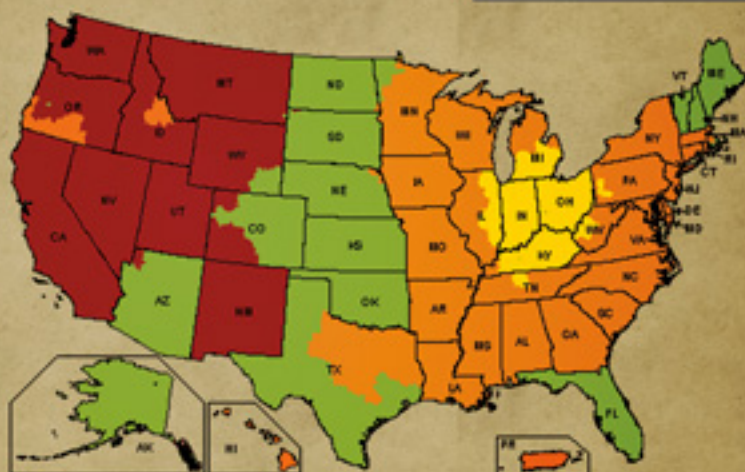 WA
VT
ME
MT
ND
OR
MN
NH
ID
WI
NY
MA
SD
MI
RI
WY
CT
IA
PA
NJ
NE
OH
NV
IL
IN
DE
UT
CO
WV
MD
CA
KS
MO
VA
KY
NC
TN
AZ
NM
OK
AR
SC
MS
AL
GA
TX
LA
FL
AK
HI
PR